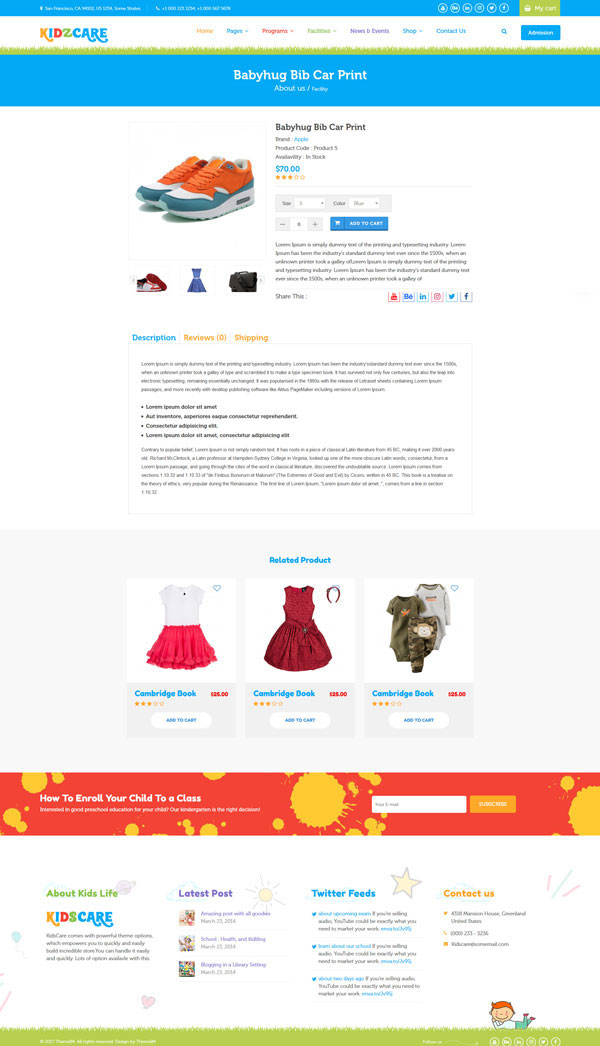 San Francisco, CA 94102, US 1234, Some States
+1 000 123 1234, +1 000 567 5678
My cart
KIDZCARE
Home Pages Programs Facilities News & Events Shop Contact Us
Admission
Babyhug Bib Car Print
About us / Facility
Babyhug Bib Car Print
Brand : Apple
Product Code : Product 5
Availavility : In Stock
$70.00
Size S Color Blue
0 ADD TO CART
Lorem Ipsum is simply dummy text of the printing and typesetting industry. Lorem
Ipsum has been the industry's standard dummy text ever since the 1500s, when an
unknown printer took a galley of.Lorem Ipsum is simply dummy text of the printing
and typesetting industry. Lorem Ipsum has been the industry's standard dummy text
ever since the 1500s, when an unknown printer took a galley of
Share This :
Description Reviews (0) Shipping
Lorem Ipsum is simply dummy text of the printing and typesetting industry. Lorem Ipsum has been the industry'sstandard dummy text ever since the 1500s,
when an unknown printer took a galley of type and scrambled it to make a type specimen book. It has survived not only five centuries, but also the leap into
electronic typesetting, remaining essentially unchanged. It was popularised in the 1960s with the release of Letraset sheets containing Lorem Ipsum
passages, and more recently with desktop publishing software like Aldus PageMaker including versions of Lorem Ipsum.
Lorem ipsum dolor sit amet
Aut inventore, asperiores eaque consectetur reprehenderit.
Consectetur adipisicing elit.
Lorem ipsum dolor sit amet, consectetur adipisicing elit
Contrary to popular belief, Lorem Ipsum is not simply random text. It has roots in a piece of classical Latin literature from 45 BC, making it over 2000 years
old. Richard McClintock, a Latin professor at Hampden-Sydney College in Virginia, looked up one of the more obscure Latin words, consectetur, from a
Lorem Ipsum passage, and going through the cites of the word in classical literature, discovered the undoubtable source. Lorem Ipsum comes from
sections 1.10.32 and 1.10.33 of "de Finibus Bonorum et Malorum" (The Extremes of Good and Evil) by Cicero, written in 45 BC. This book is a treatise on
the theory of ethics, very popular during the Renaissance. The first line of Lorem Ipsum, "Lorem ipsum dolor sit amet..", comes from a line in section
1.10.32.
Related Product
Cambridge Book $25.00
ADD TO CART
Cambridge Book $25.00
ADD TO CART
Cambridge Book $25.00
ADD TO CART
How To Enroll Your Child To a Class
Interested in good preschool education for your child? Our kindergarten is the right decision!
Your E-mail
SUBSCRIBE
About Kids Life
KIDSCARE
KidsCare comes with powerful theme options,
which empowers you to quickly and easily
build incredible store.You can handle it easily
and quickly. Lots of option available with this.
Latest Post
Amazing post with all goodies
March 23, 2014
School , Health, and Kidblog
March 23, 2014
Blogging in a Library Setting
March 23, 2014
Twitter Feeds
about upcoming exam If you're selling
audio, YouTube could be exactly what you
need to market your work.
learn about our school If you're selling
audio, YouTube could be exactly what you
need to market your work.
about two days ago If you're selling audio,
YouTube could be exactly what you need to
market your work.
Contact us
4318 Mansion House, Greenland
United States
(000) 233 - 3236
Kidscare@somemail.com
© 2017 ThemeIM. All rights reserved. Design by ThemeIM
Follow us